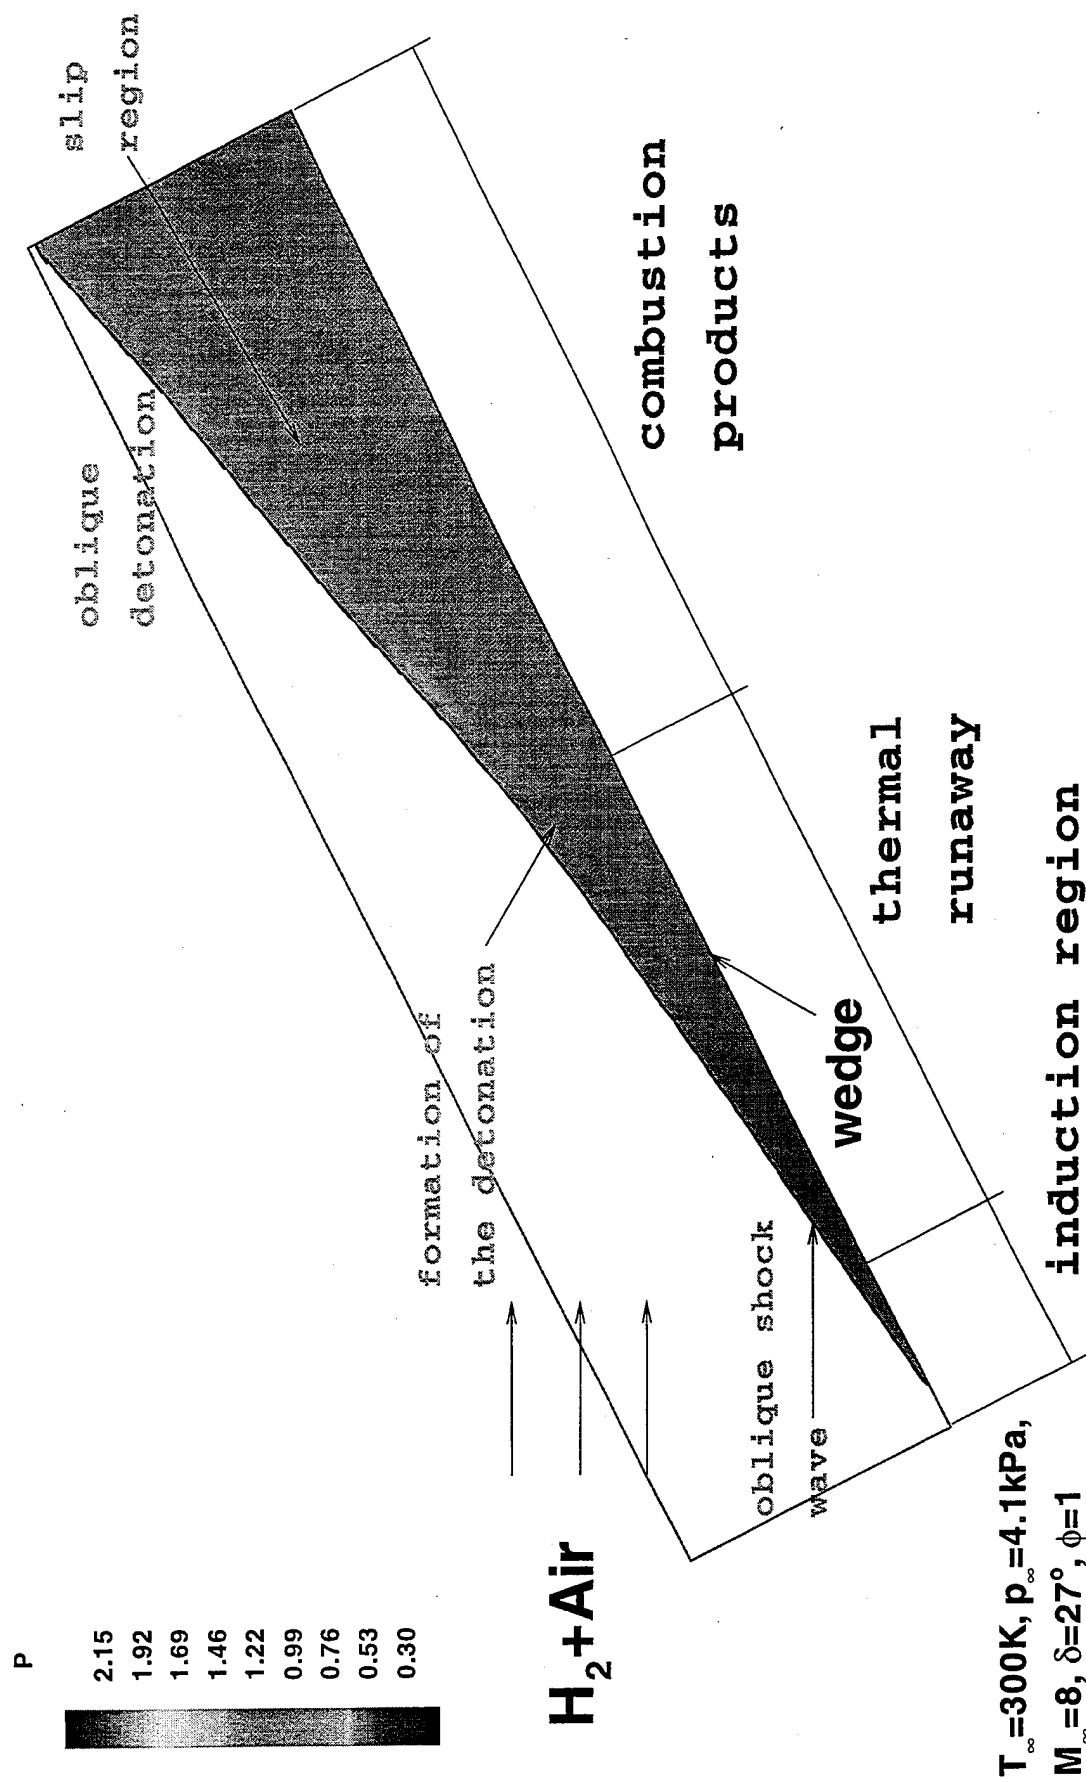 P
2.15
1.92
1.69
1.46
1.22
0.99
0.76
0.53
0.30
slip
region
oblique
detonation
formation of
the detonation
H₂+Air
oblique shock
wave
wedge
combustion
products
thermal
runaway
induction region
T∞=300K, p∞=4.1kPa,
M∞=8, δ=27°, ϕ=1